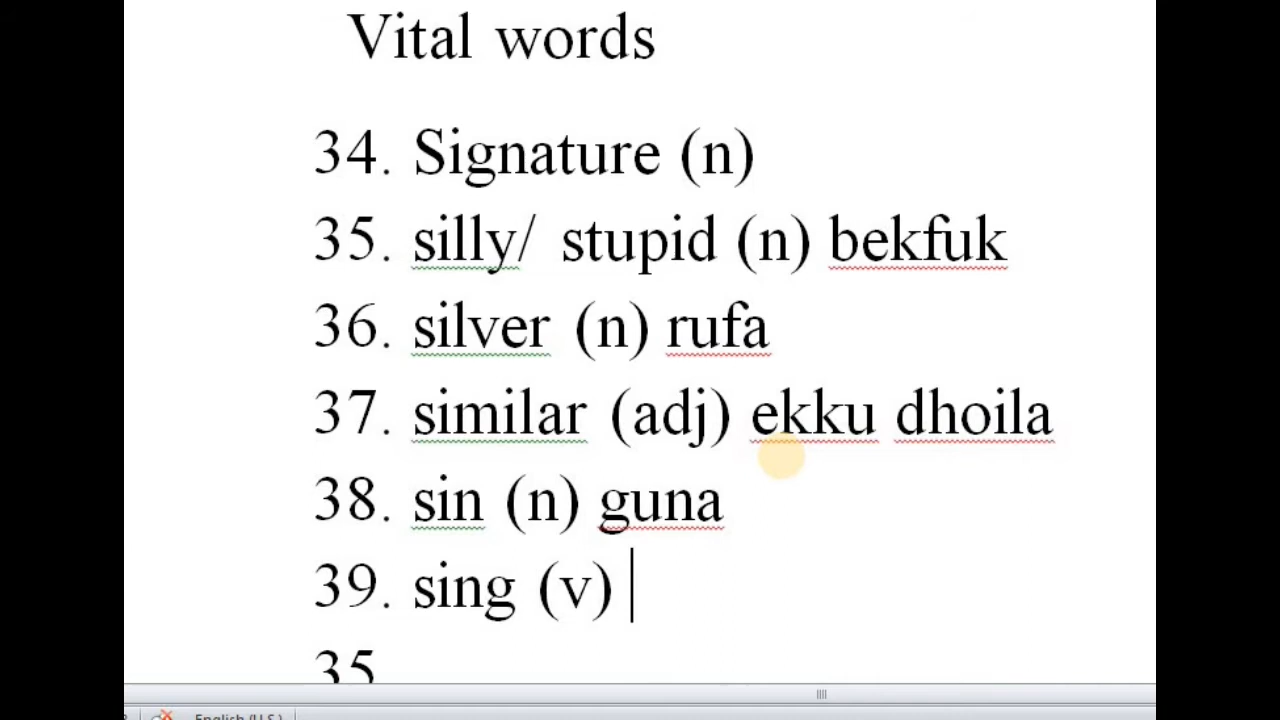 Vital words
34. Signature (n)
35. silly/ stupid (n) bekfuk
36. silver (n) rufa
37. similar (adj) ekku dhoila
38. sin (n) guna
39. sing (v)
35
English (U.S.)